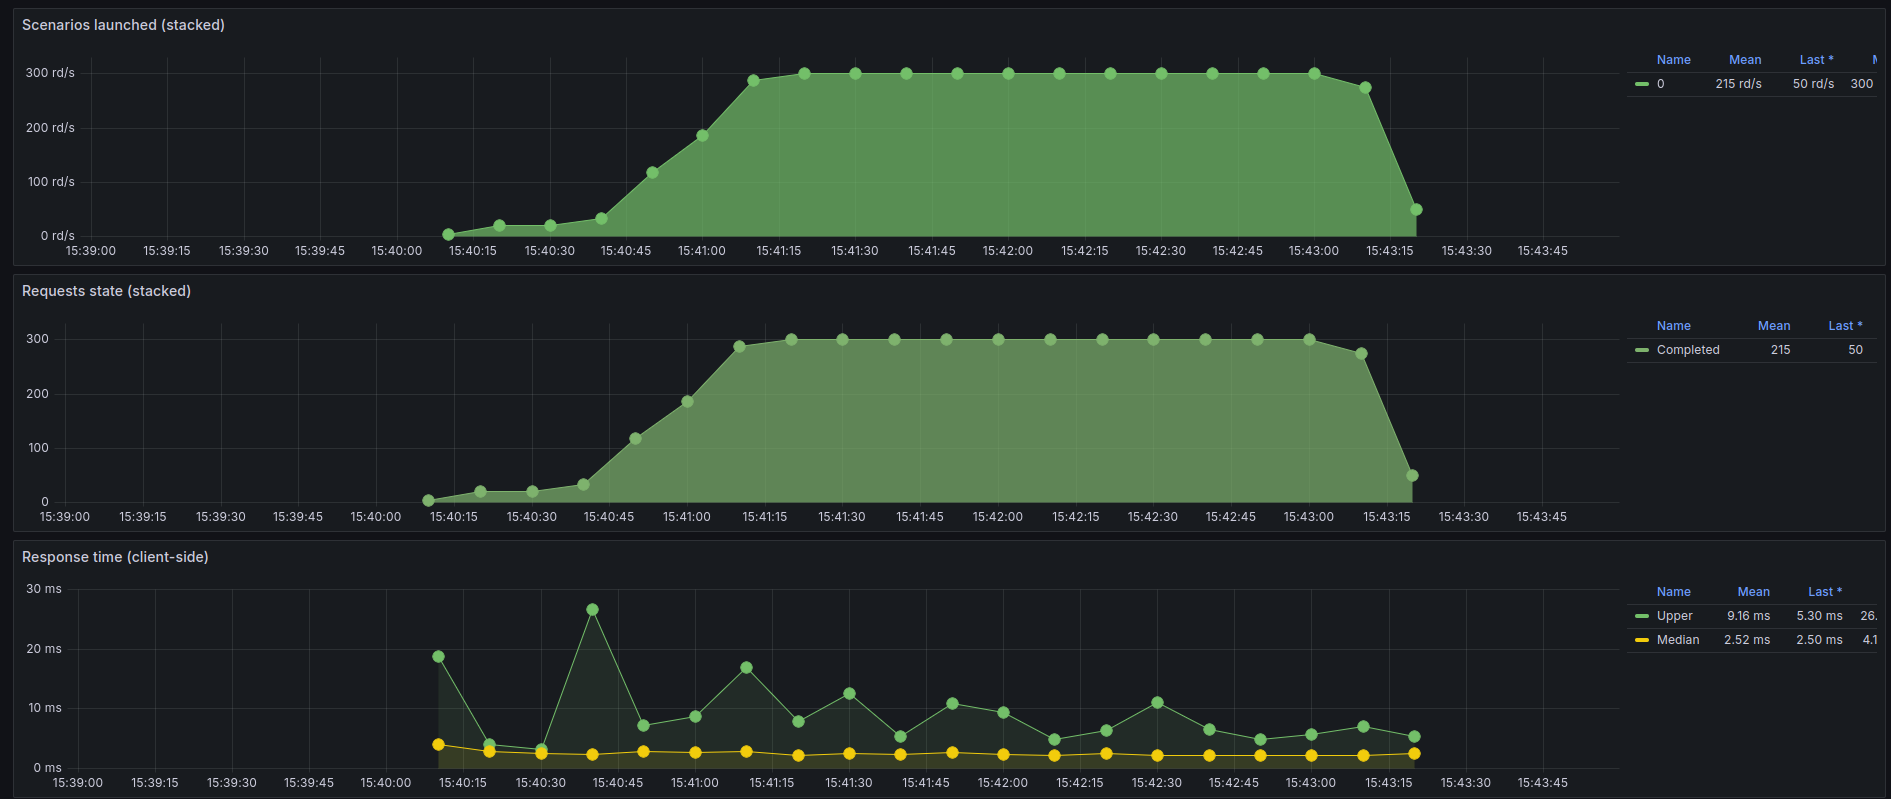 Scenarios launched (stacked)
300 rd/s
200 rd/s
100 rd/s
0 rd/s
15:39:00 15:39:15 15:39:30 15:39:45 15:40:00 15:40:15 15:40:30 15:40:45 15:41:00 15:41:15 15:41:30 15:41:45 15:42:00 15:42:15 15:42:30 15:42:45 15:43:00 15:43:15 15:43:30 15:43:45
Name Mean Last *
0 215 rd/s 50 rd/s 300
Requests state (stacked)
300
200
100
0
15:39:00 15:39:15 15:39:30 15:39:45 15:40:00 15:40:15 15:40:30 15:40:45 15:41:00 15:41:15 15:41:30 15:41:45 15:42:00 15:42:15 15:42:30 15:42:45 15:43:00 15:43:15 15:43:30 15:43:45
Name Mean Last *
Completed 215 50
Response time (client-side)
30 ms
20 ms
10 ms
0 ms
15:39:00 15:39:15 15:39:30 15:39:45 15:40:00 15:40:15 15:40:30 15:40:45 15:41:00 15:41:15 15:41:30 15:41:45 15:42:00 15:42:15 15:42:30 15:42:45 15:43:00 15:43:15 15:43:30 15:43:45
Name Mean Last *
Upper 9.16 ms 5.30 ms 26.
Median 2.52 ms 2.50 ms 4.1